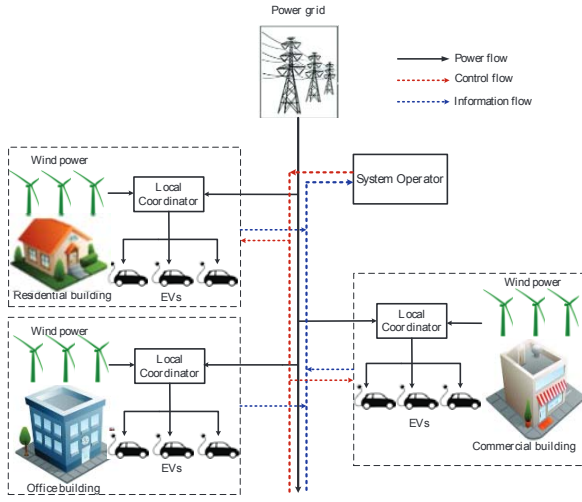 Power grid
Power flow
Control flow
Information flow
Wind power
Local
Coordinator
System Operator
Residential building
EVs
Wind power
Local
Coordinator
Wind power
Local
Coordinator
EVs
Commercial building
EVs
Office building